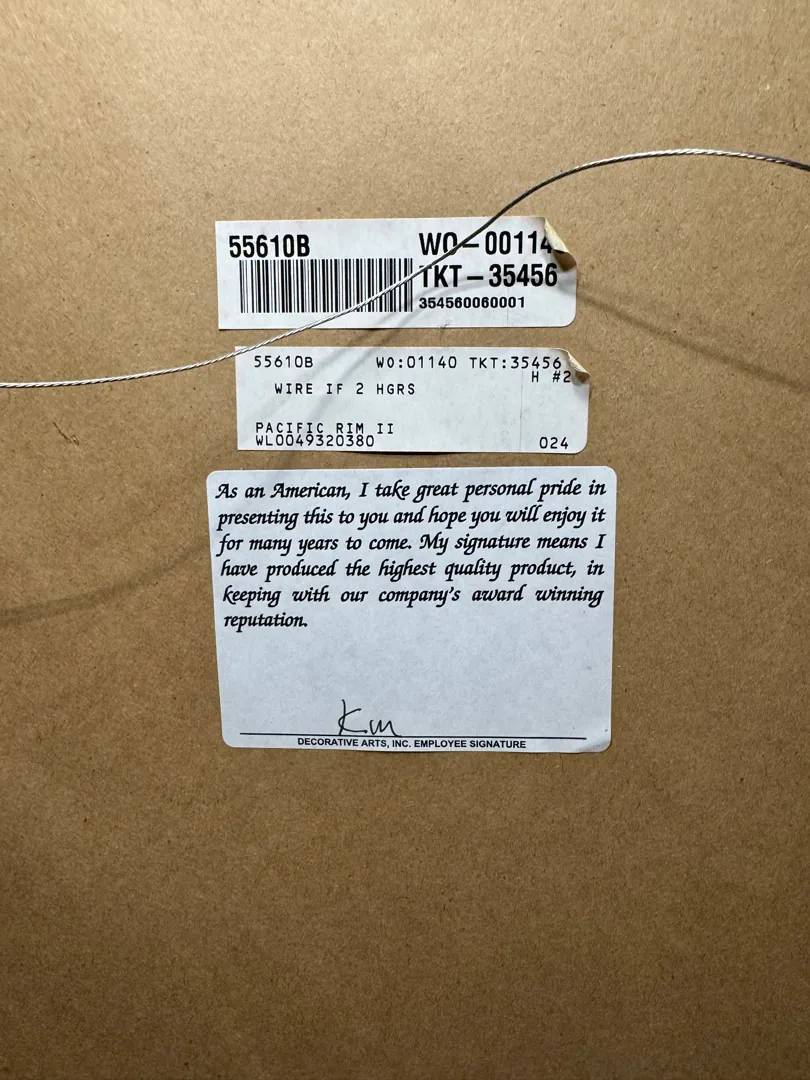 55610B WO-00114
TKT-35456
354560060001
55610B WO:01140 TKT:35456
H #2
WIRE IF 2 HGRS
PACIFIC RIM II
WL0049320380 024
As an American, I take great personal pride in
presenting this to you and hope you will enjoy it
for many years to come. My signature means I
have produced the highest quality product, in
keeping with our company's award winning
reputation.
DECORATIVE ARTS, INC. EMPLOYEE SIGNATURE